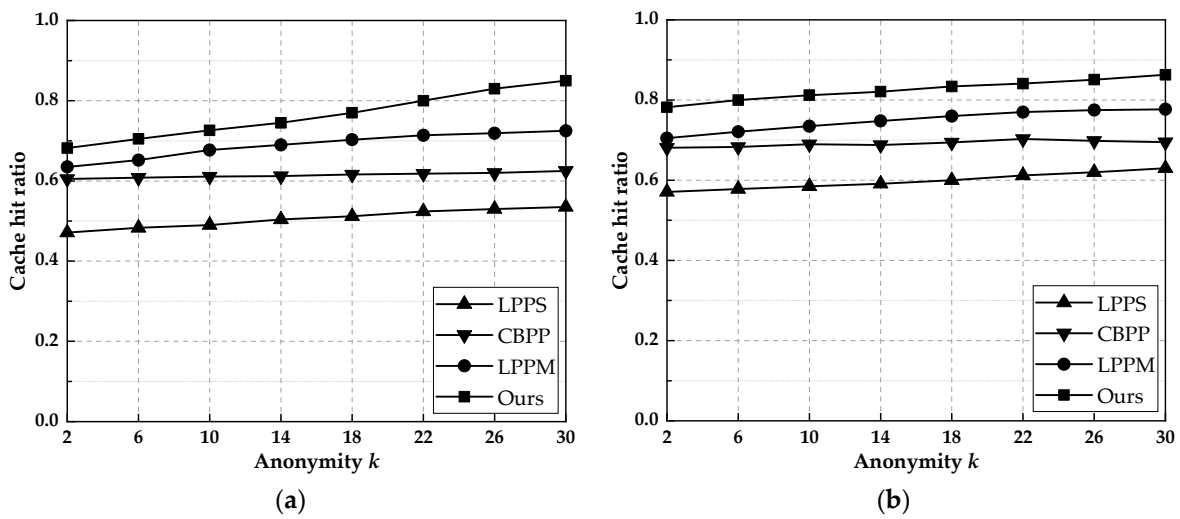 1.0
0.8
0.6
0.4
0.2
0.0
Cache hit ratio
LPPS
CBPP
LPPM
Ours
2 6 10 14 18 22 26 30
Anonymity k
(a)
1.0
0.8
0.6
0.4
0.2
0.0
Cache hit ratio
LPPS
CBPP
LPPM
Ours
2 6 10 14 18 22 26 30
Anonymity k
(b)